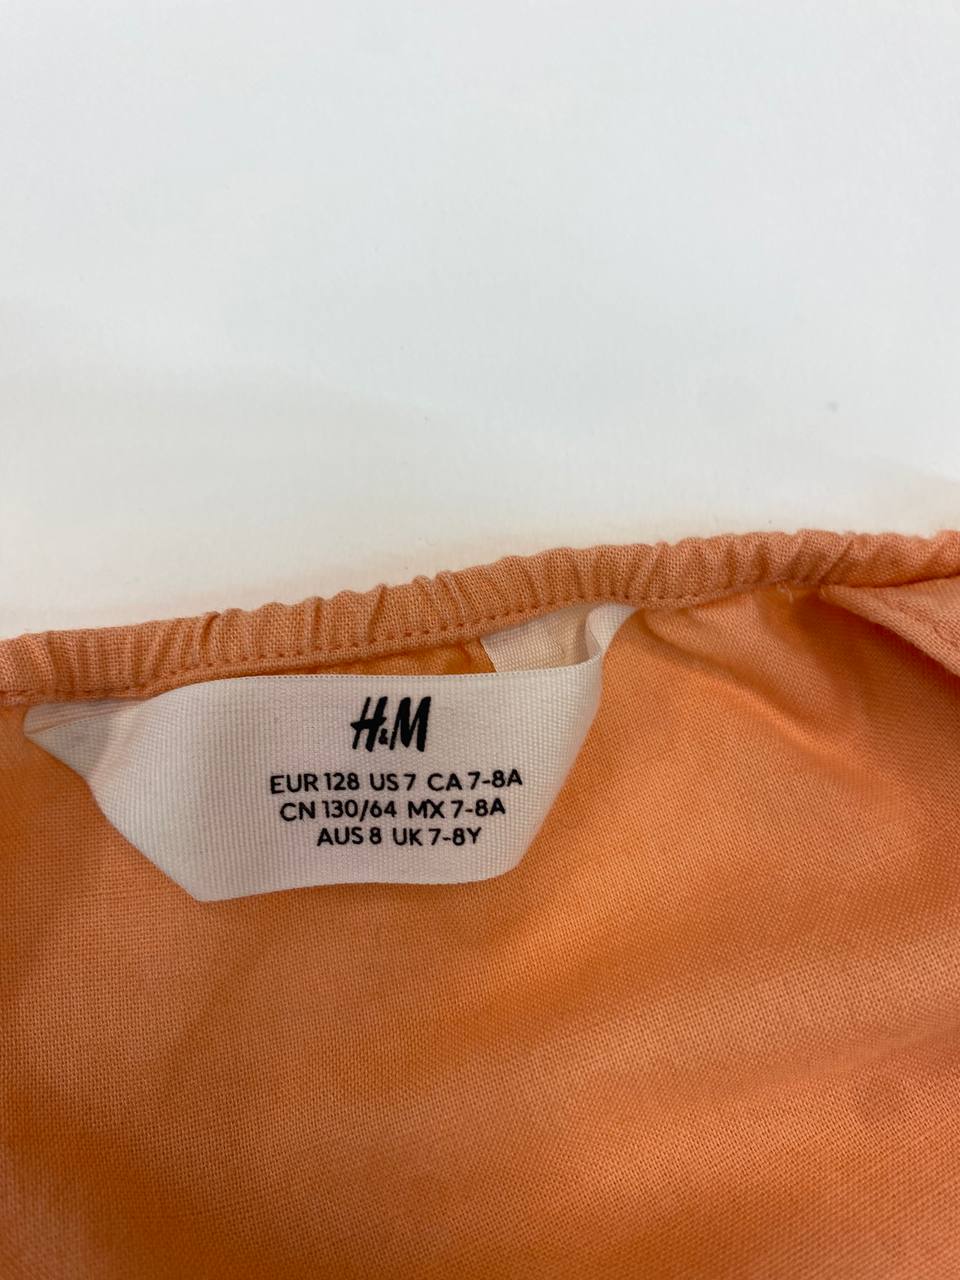 H&M
EUR 128 US 7 CA 7-8A
CN 130/64 MX 7-8A
AUS 8 UK 7-8Y